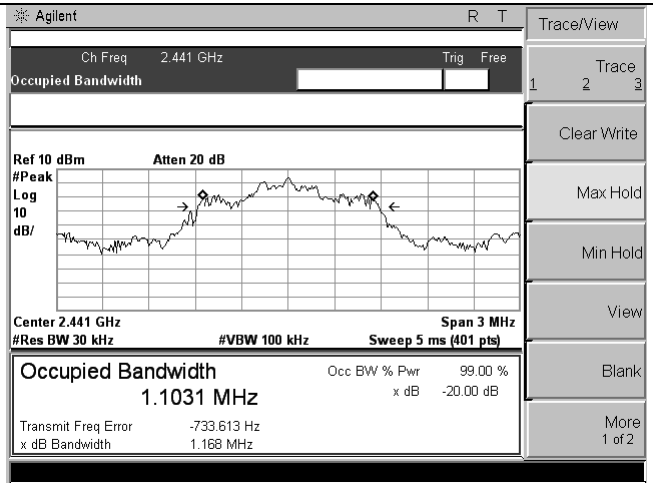 Agilent R T
Trace/View
Ch Freq 2.441 GHz Trig Free
Occupied Bandwidth
Trace
1 2 3
Clear Write
Ref 10 dBm Atten 20 dB
#Peak
Log
10
dB/
Max Hold
Min Hold
Center 2.441 GHz Span 3 MHz
#Res BW 30 kHz #VBW 100 kHz Sweep 5 ms (401 pts)
View
Occupied Bandwidth Occ BW % Pwr 99.00 %
1.1031 MHz x dB -20.00 dB
Blank
Transmit Freq Error -733.613 Hz
x dB Bandwidth 1.168 MHz
More
1 of 2